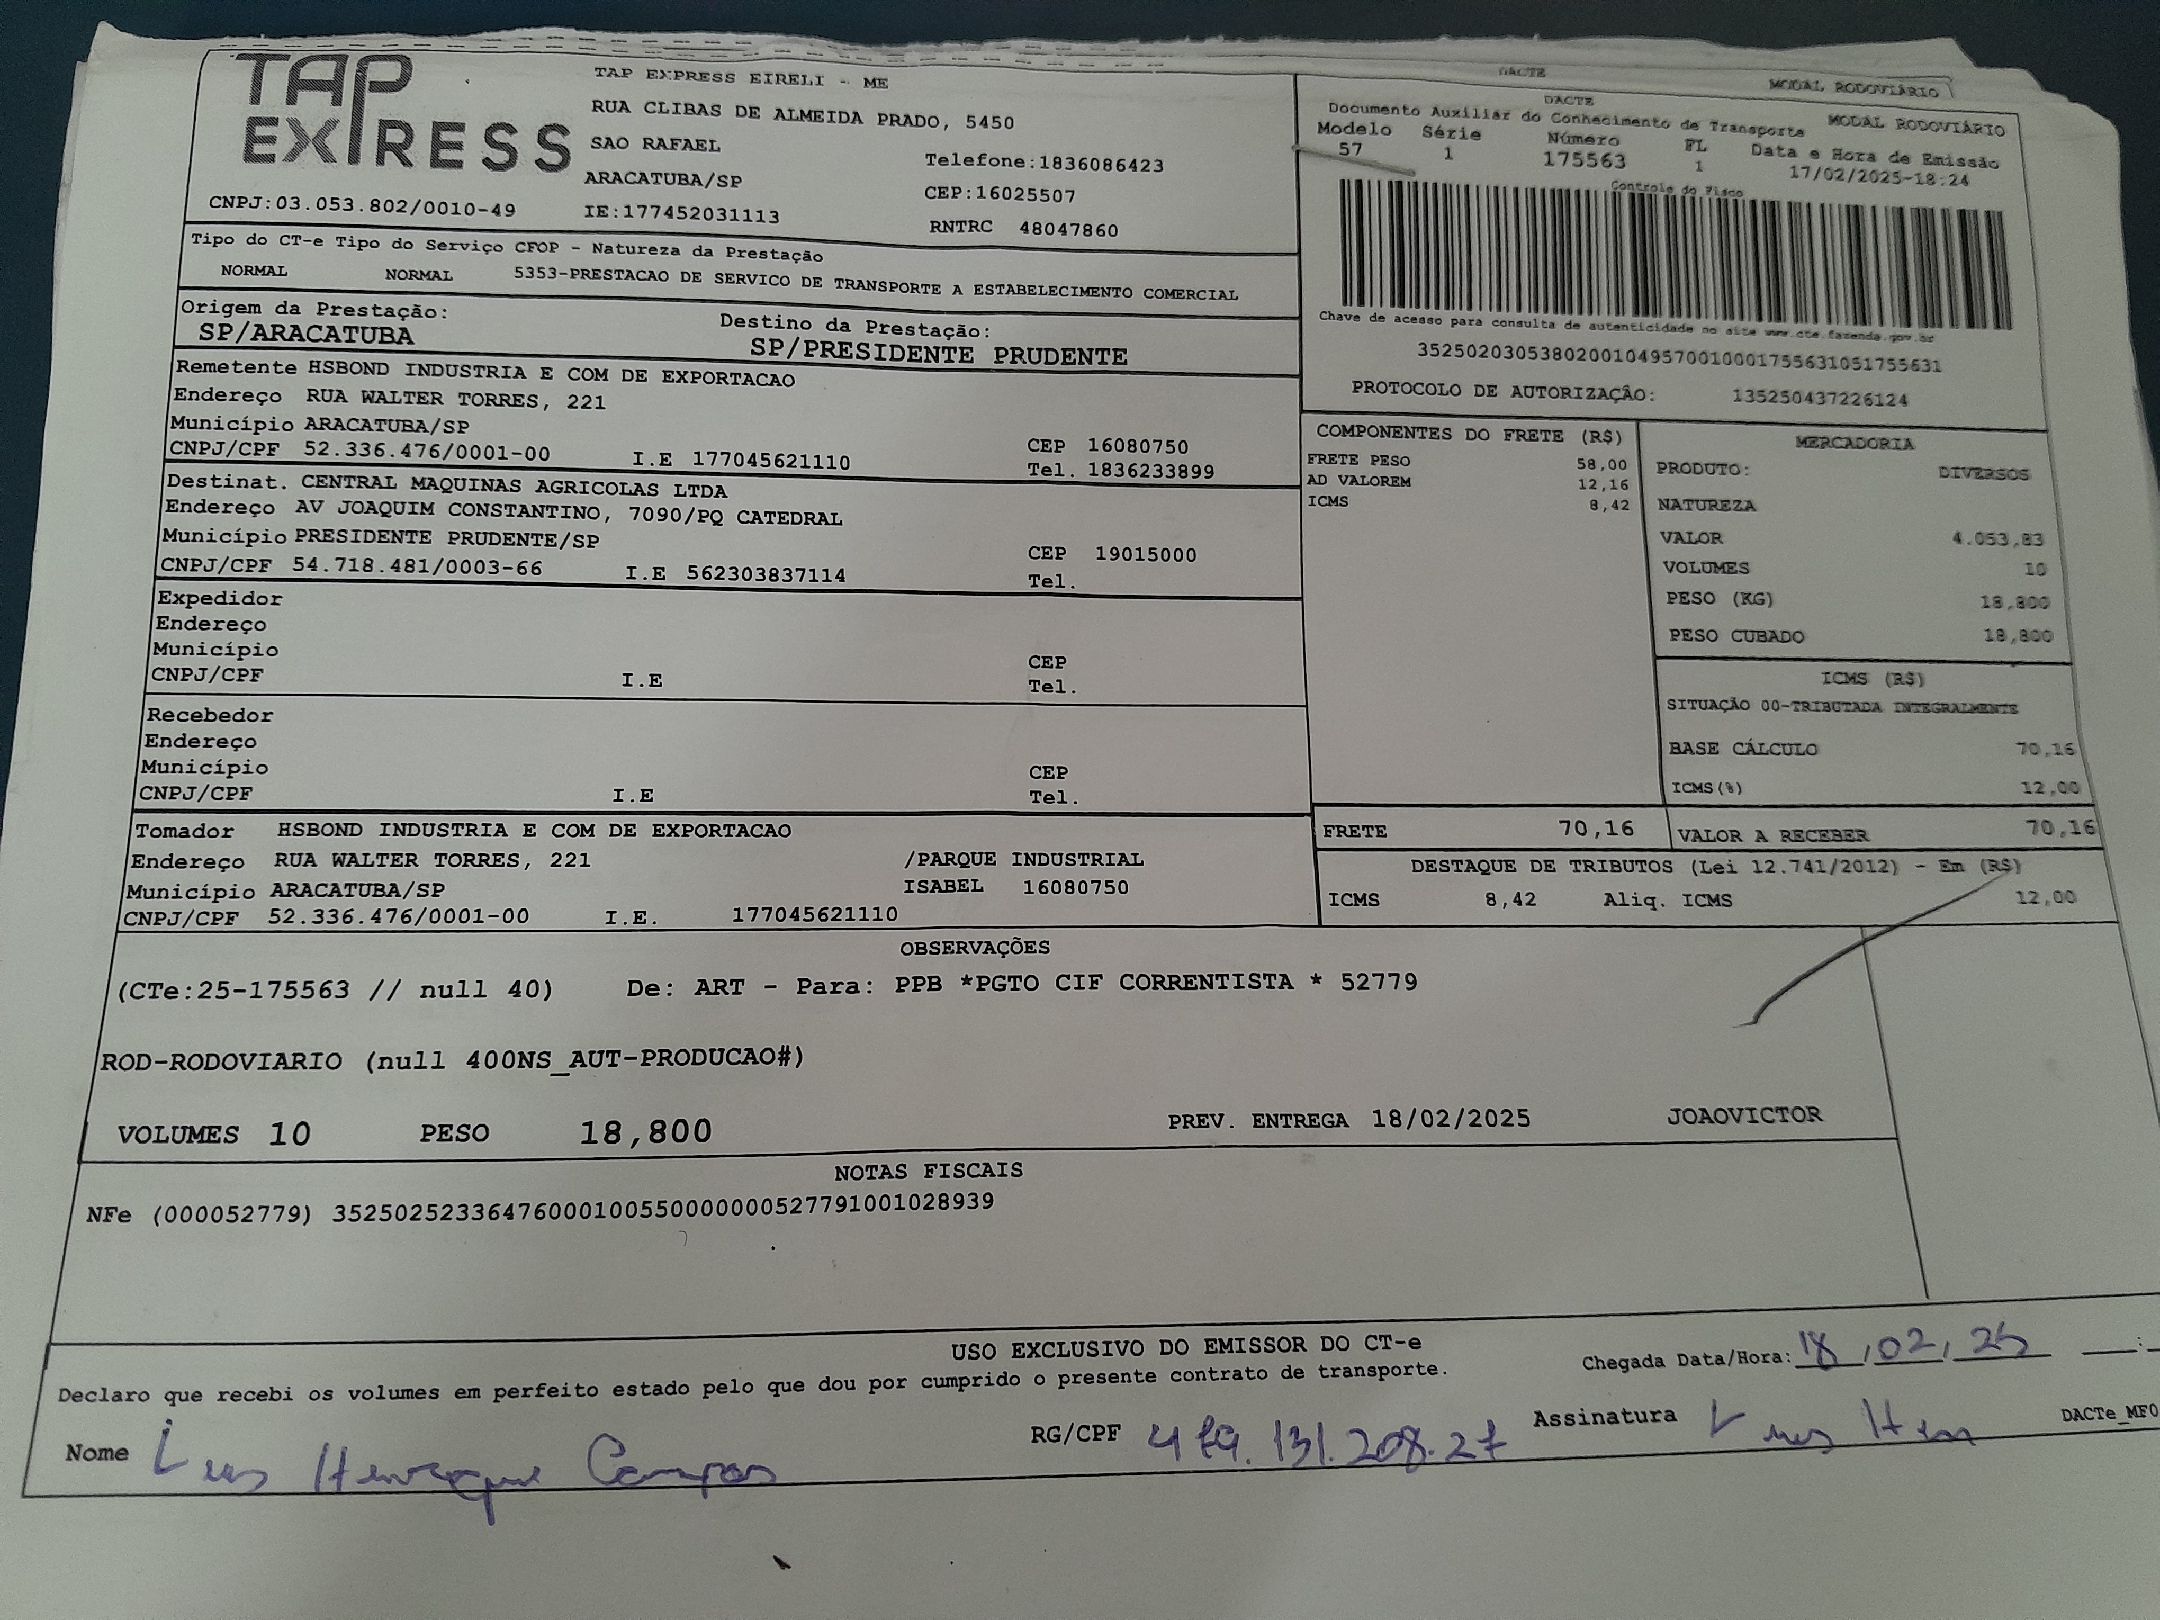 TAP EXPRESS
TAP EXPRESS EIRELI - ME
RUA CLIBAS DE ALMEIDA PRADO, 5450
SAO RAFAEL
Telefone:1836086423
ARACATUBA/SP
CEP:16025507
CNPJ:03.053.802/0010-49 IE:177452031113
RNTRC 48047860
DACTE MODAL RODOVIÁRIO
DACTE MODAL RODOVIÁRIO
Documento Auxiliar do Conhecimento de Transporte
Modelo Série Número FL Data e Hora de Emissão
57 1 175563 1 17/02/2025-18:24
Controle do Fisco
Chave de acesso para consulta de autenticidade no site www.cte.fazenda.gov.br
35250203053802001049570010001755631051755631
PROTOCOLO DE AUTORIZAÇÃO: 135250437226124
Tipo do CT-e Tipo do Serviço CFOP - Natureza da Prestação
NORMAL NORMAL 5353-PRESTACAO DE SERVICO DE TRANSPORTE A ESTABELECIMENTO COMERCIAL
Origem da Prestação: Destino da Prestação:
SP/ARACATUBA SP/PRESIDENTE PRUDENTE
Remetente HSBOND INDUSTRIA E COM DE EXPORTACAO
Endereço RUA WALTER TORRES, 221
Município ARACATUBA/SP CEP 16080750
CNPJ/CPF 52.336.476/0001-00 I.E 177045621110 Tel. 1836233899
Destinat. CENTRAL MAQUINAS AGRICOLAS LTDA
Endereço AV JOAQUIM CONSTANTINO, 7090/PQ CATEDRAL
Município PRESIDENTE PRUDENTE/SP CEP 19015000
CNPJ/CPF 54.718.481/0003-66 I.E 562303837114 Tel.
Expedidor
Endereço
Município CEP
CNPJ/CPF I.E Tel.
Recebedor
Endereço
Município CEP
CNPJ/CPF I.E Tel.
Tomador HSBOND INDUSTRIA E COM DE EXPORTACAO
Endereço RUA WALTER TORRES, 221 /PARQUE INDUSTRIAL
Município ARACATUBA/SP ISABEL 16080750
CNPJ/CPF 52.336.476/0001-00 I.E. 177045621110
COMPONENTES DO FRETE (R$)
FRETE PESO 58,00
AD VALOREM 12,16
ICMS 8,42
MERCADORIA
PRODUTO: DIVERSOS
NATUREZA
VALOR 4.053,83
VOLUMES 10
PESO (KG) 18,800
PESO CUBADO 18,800
ICMS (R$)
SITUAÇÃO 00-TRIBUTADA INTEGRALMENTE
BASE CÁLCULO 70,16
ICMS(%) 12,00
FRETE 70,16 VALOR A RECEBER 70,16
DESTAQUE DE TRIBUTOS (Lei 12.741/2012) - Em (R$)
ICMS 8,42 Aliq. ICMS 12,00
OBSERVAÇÕES
(CTe:25-175563 // null 40) De: ART - Para: PPB *PGTO CIF CORRENTISTA * 52779
ROD-RODOVIARIO (null 400NS_AUT-PRODUCAO#)
VOLUMES 10 PESO 18,800 PREV. ENTREGA 18/02/2025 JOAOVICTOR
NOTAS FISCAIS
NFe (000052779) 35250252336476000100550000000527791001028939
USO EXCLUSIVO DO EMISSOR DO CT-e
Declaro que recebi os volumes em perfeito estado pelo que dou por cumprido o presente contrato de transporte. Chegada Data/Hora: 18,02,25 __:_
Nome Luis Henrique Campos RG/CPF 479.131.208.27 Assinatura Luis Hen DACTe_MF0